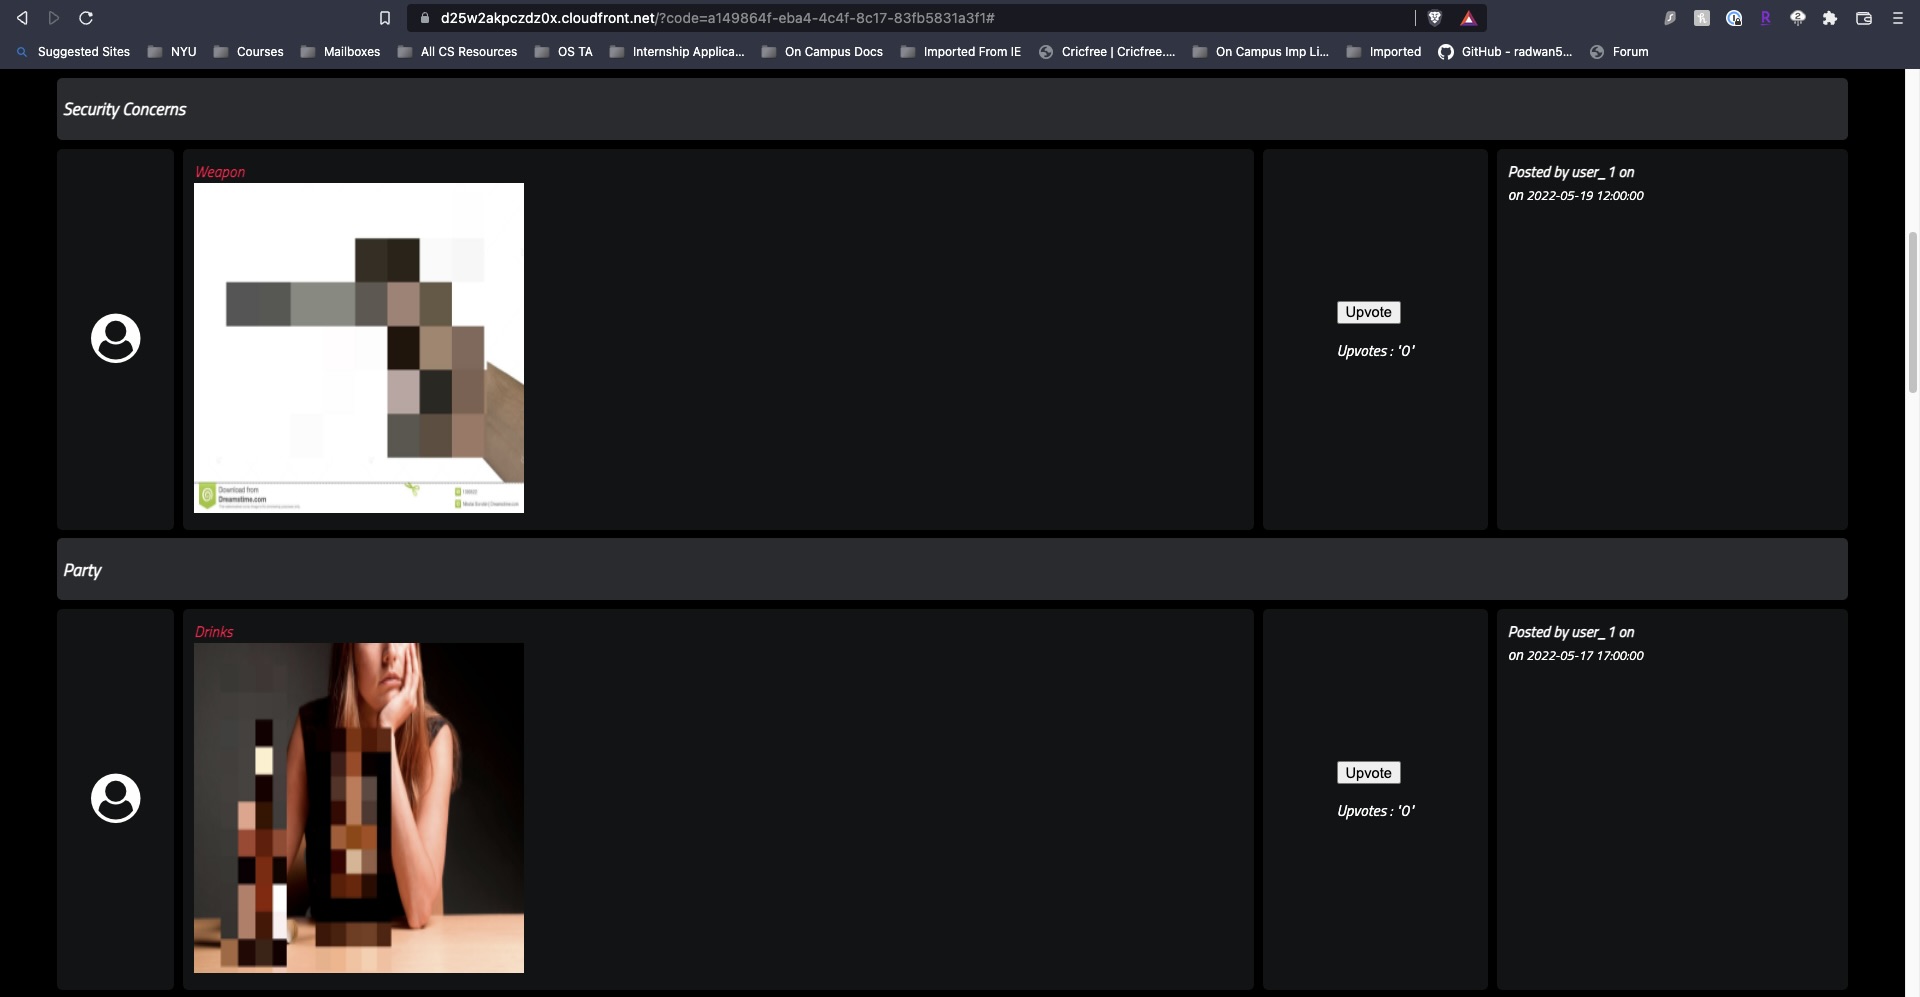 d25w2akpczdz0x.cloudfront.net/?code=a149864f-eba4-4c4f-8c17-83fb5831a3f1#
Suggested Sites NYU Courses Mailboxes All CS Resources OS TA Internship Applica... On Campus Docs Imported From IE Cricfree | Cricfree.... On Campus Imp Li... Imported GitHub - radwan5... Forum
Security Concerns
Weapon
Posted by user_1 on
on 2022-05-19 12:00:00
Upvote
Upvotes : '0'
Download from
Dreamstime.com
Party
Drinks
Posted by user_1 on
on 2022-05-17 17:00:00
Upvote
Upvotes : '0'